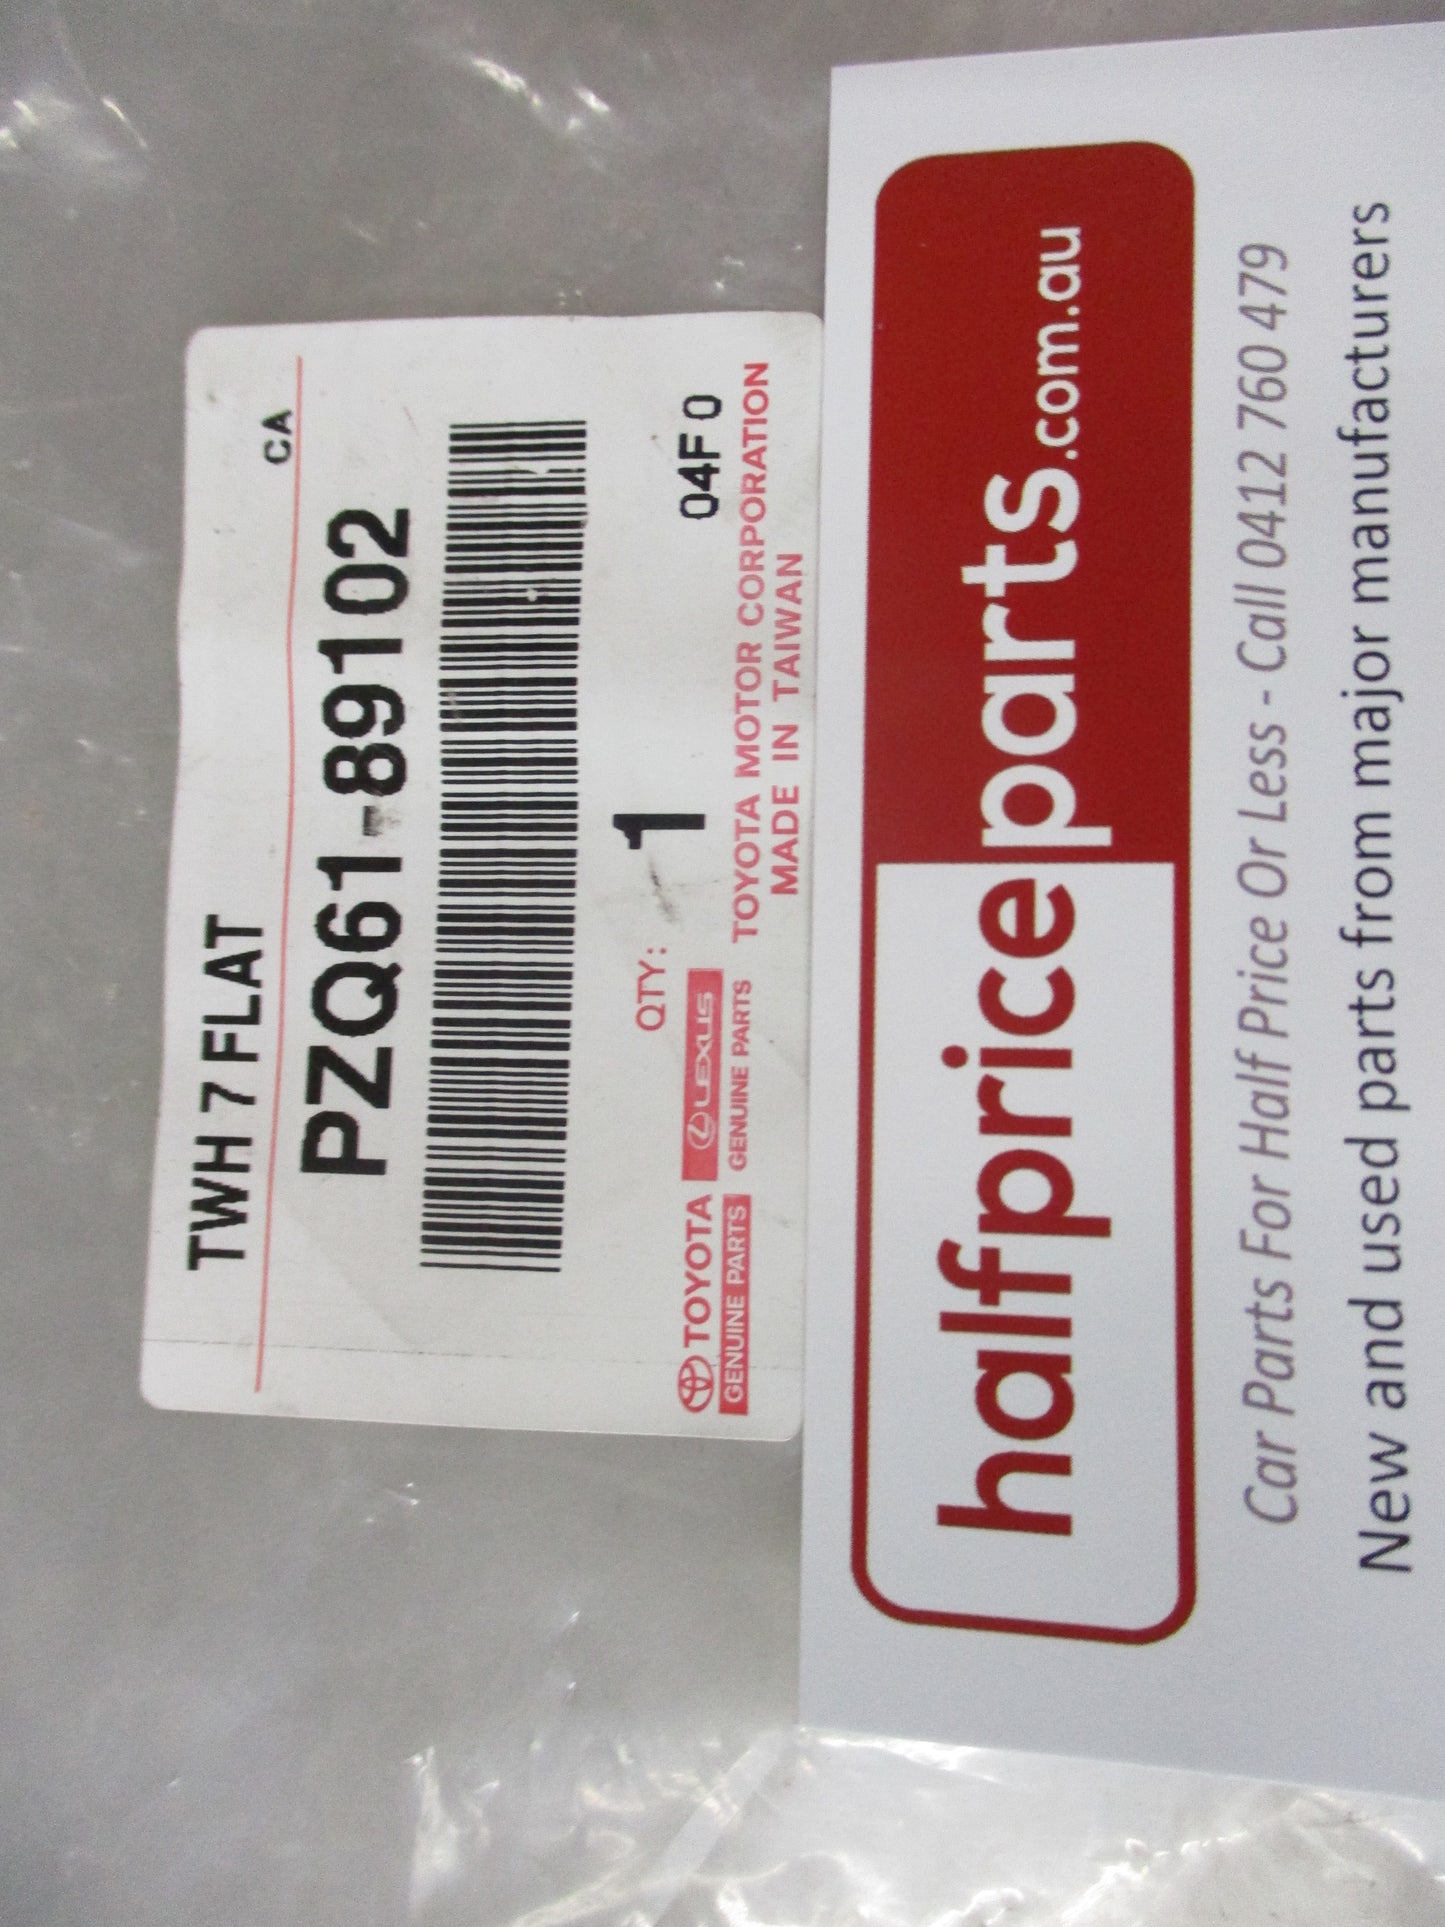 TWH 7 FLAT
CA
PZQ61-89102
QTY: 1
04F 0
TOYOTA
GENUINE PARTS
LEXUS
GENUINE PARTS
TOYOTA MOTOR CORPORATION
MADE IN TAIWAN
halfpriceparts.com.au
Car Parts For Half Price Or Less - Call 0412 760 479
New and used parts from major manufacturers